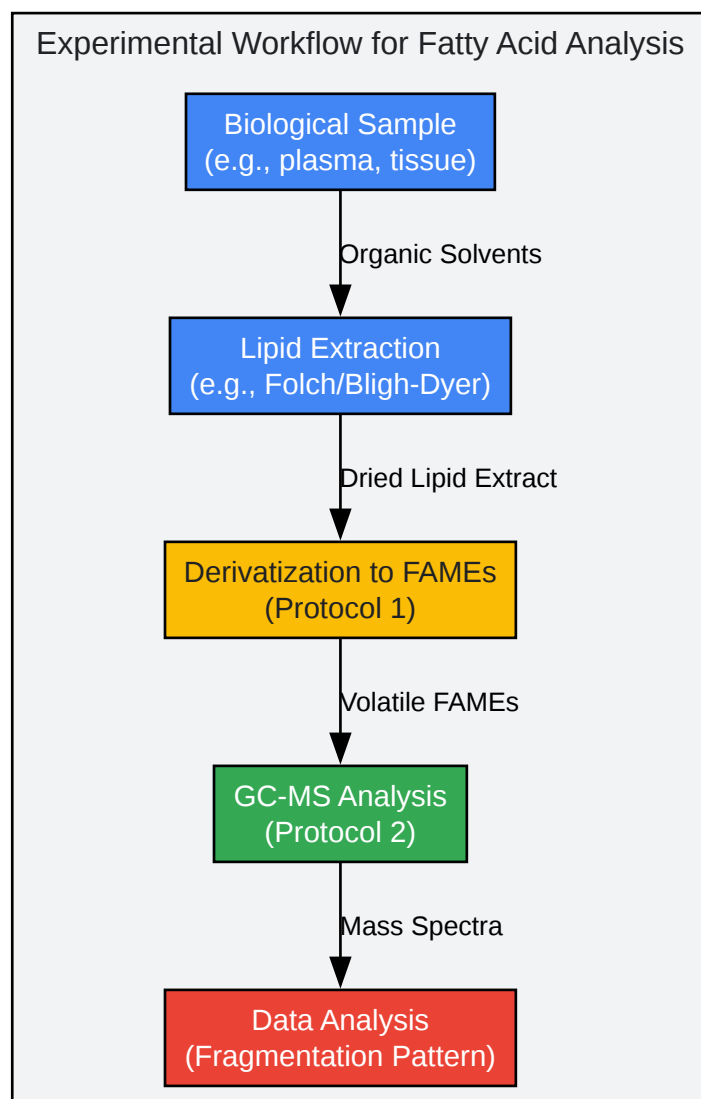 Experimental Workflow for Fatty Acid Analysis
Biological Sample
(e.g., plasma, tissue)
Organic Solvents
Lipid Extraction
(e.g., Folch/Bligh-Dyer)
Dried Lipid Extract
Derivatization to FAMEs
(Protocol 1)
Volatile FAMEs
GC-MS Analysis
(Protocol 2)
Mass Spectra
Data Analysis
(Fragmentation Pattern)